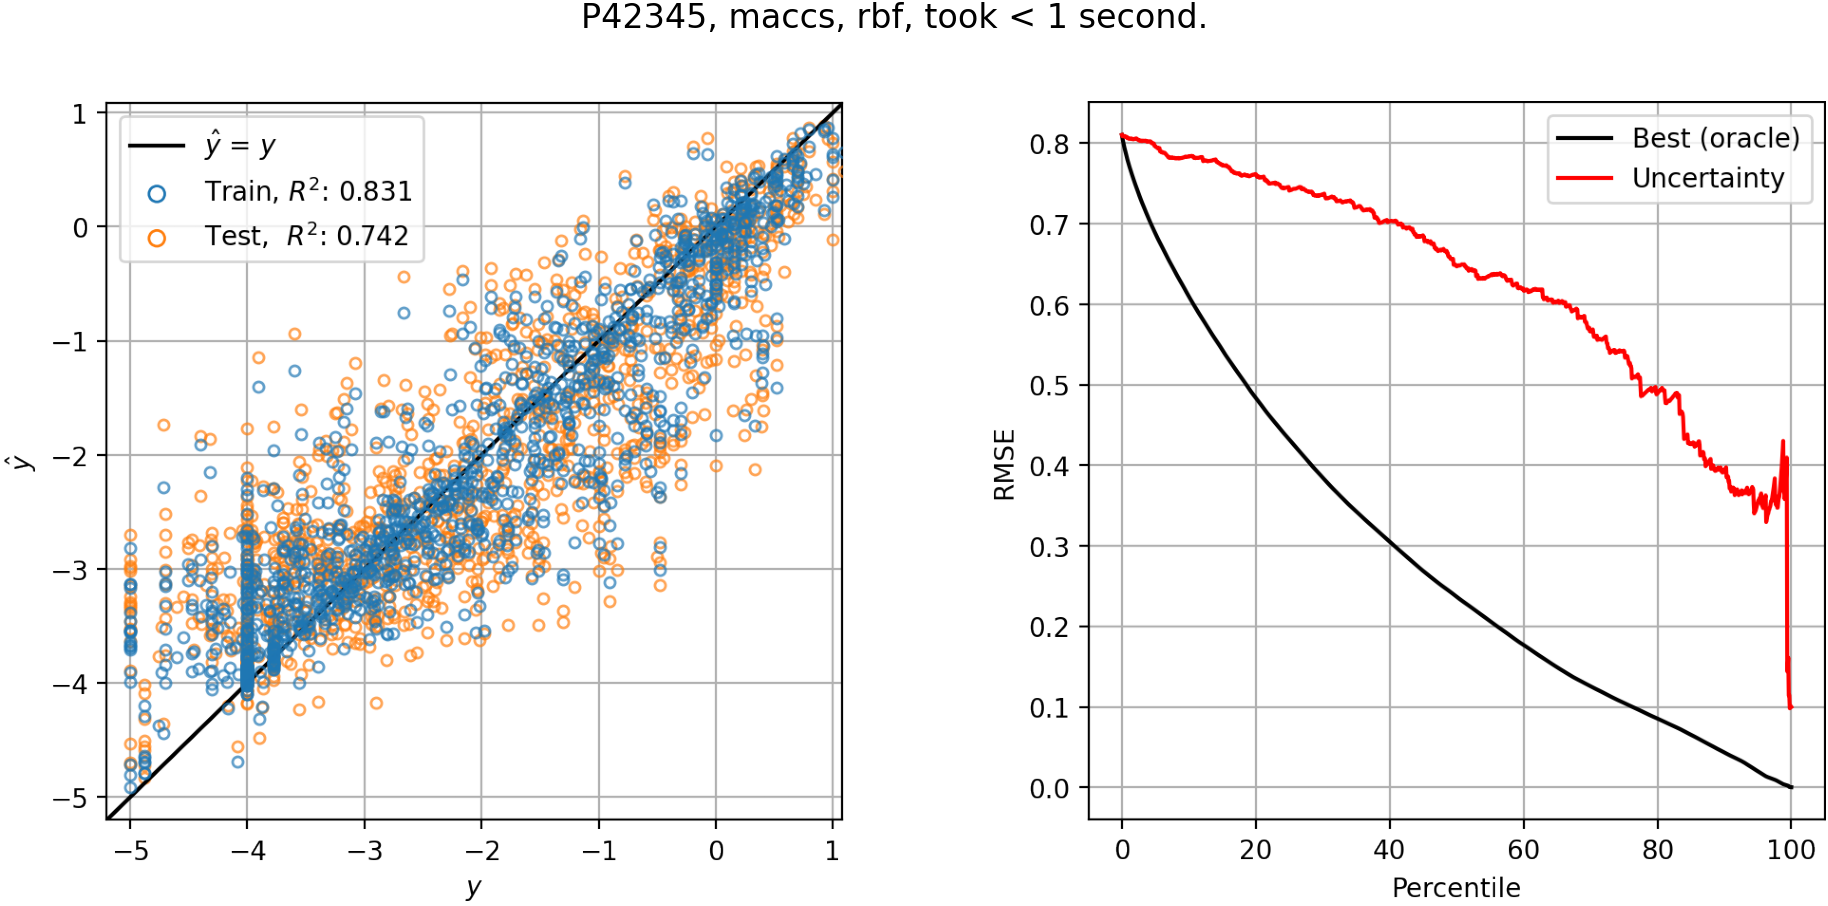 P42345, maccs, rbf, took < 1 second.
1
0
−1
−2
−3
−4
−5
ŷ
ŷ = y
Train, R²: 0.831
Test, R²: 0.742
−5 −4 −3 −2 −1 0 1
y
0.8
0.7
0.6
0.5
0.4
0.3
0.2
0.1
0.0
RMSE
Best (oracle)
Uncertainty
0 20 40 60 80 100
Percentile